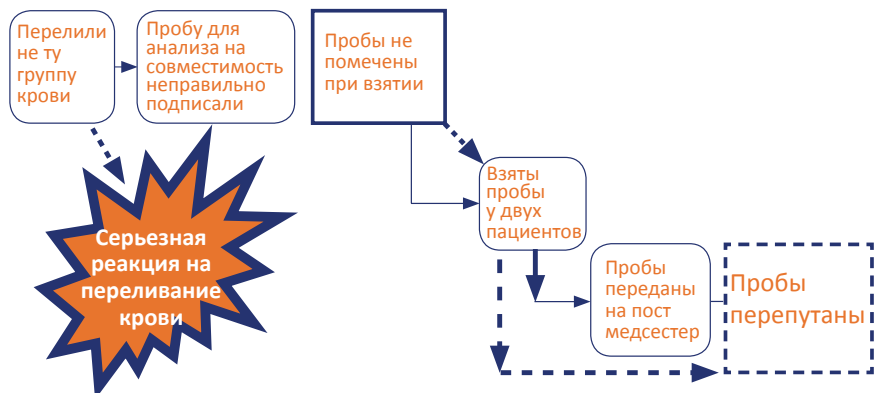 Перелили
не ту
группу
крови
Пробу для
анализа на
совместимость
неправильно
подписали
Пробы не
помечены
при взятии
Взяты
пробы
у двух
пациентов
Серьезная
реакция на
переливание
крови
Пробы
переданы
на пост
медсестер
Пробы
перепутаны